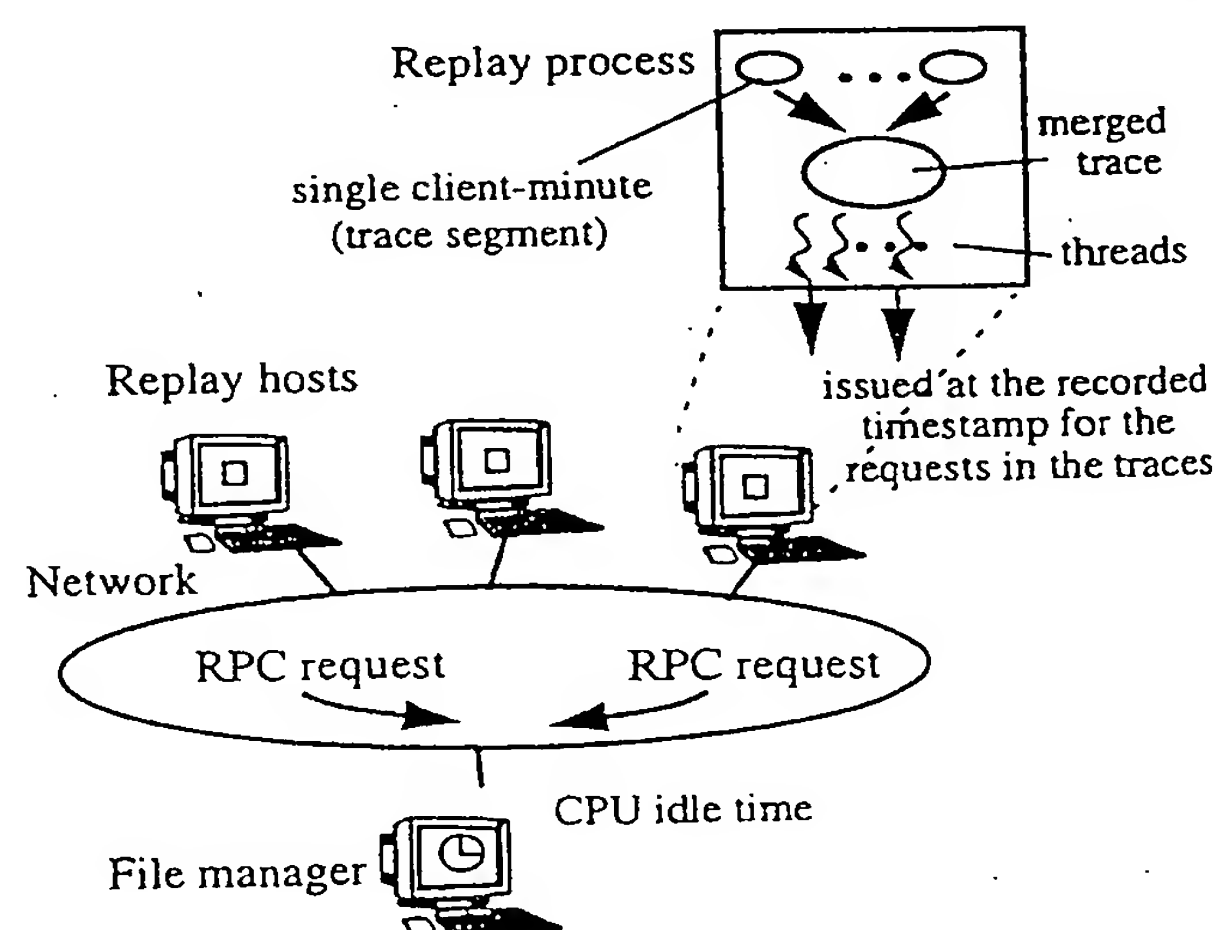 Replay process
merged
trace
single client-minute
(trace segment)
threads
Replay hosts
issued at the recorded
timestamp for the
requests in the traces
Network
RPC request
RPC request
CPU idle time
File manager